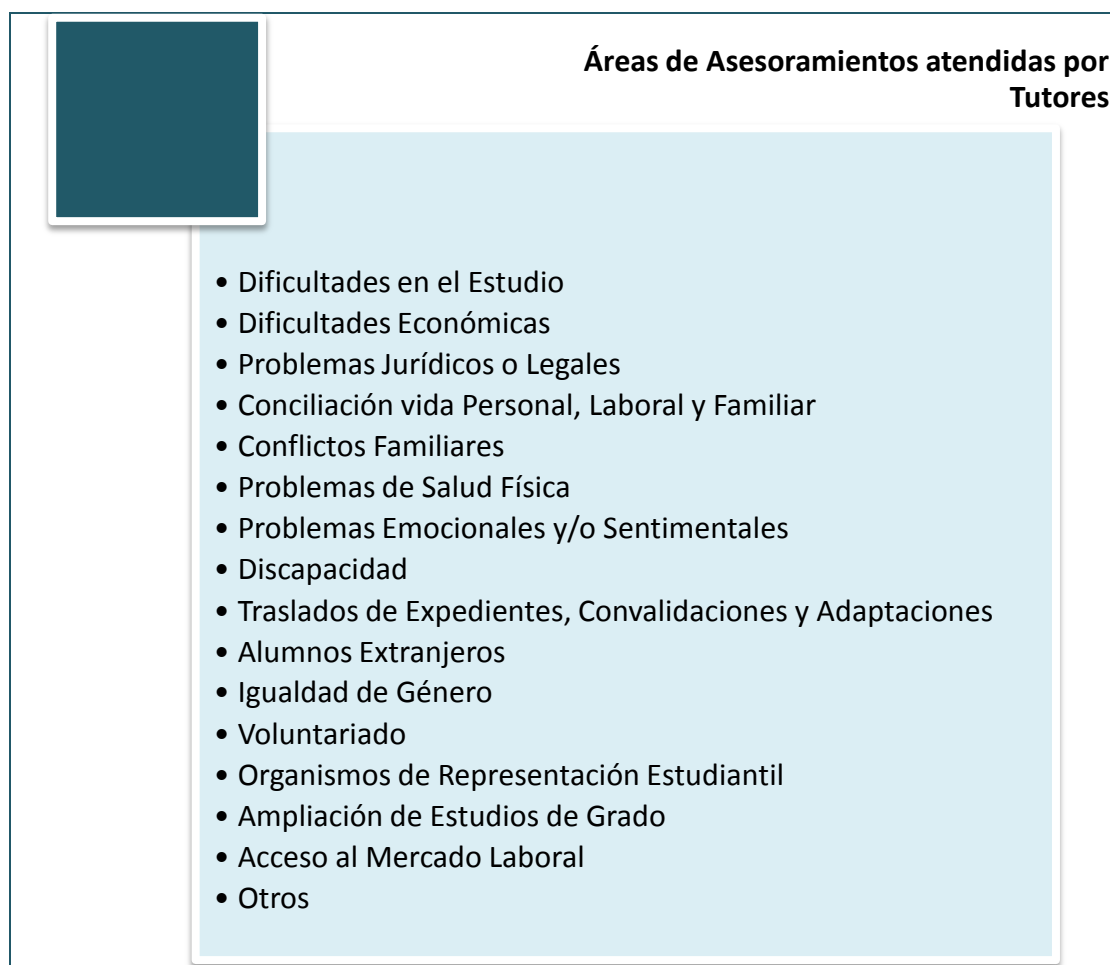 Áreas de Asesoramientos atendidas por
Tutores
• Dificultades en el Estudio
• Dificultades Económicas
• Problemas Jurídicos o Legales
• Conciliación vida Personal, Laboral y Familiar
• Conflictos Familiares
• Problemas de Salud Física
• Problemas Emocionales y/o Sentimentales
• Discapacidad
• Traslados de Expedientes, Convalidaciones y Adaptaciones
• Alumnos Extranjeros
• Igualdad de Género
• Voluntariado
• Organismos de Representación Estudiantil
• Ampliación de Estudios de Grado
• Acceso al Mercado Laboral
• Otros